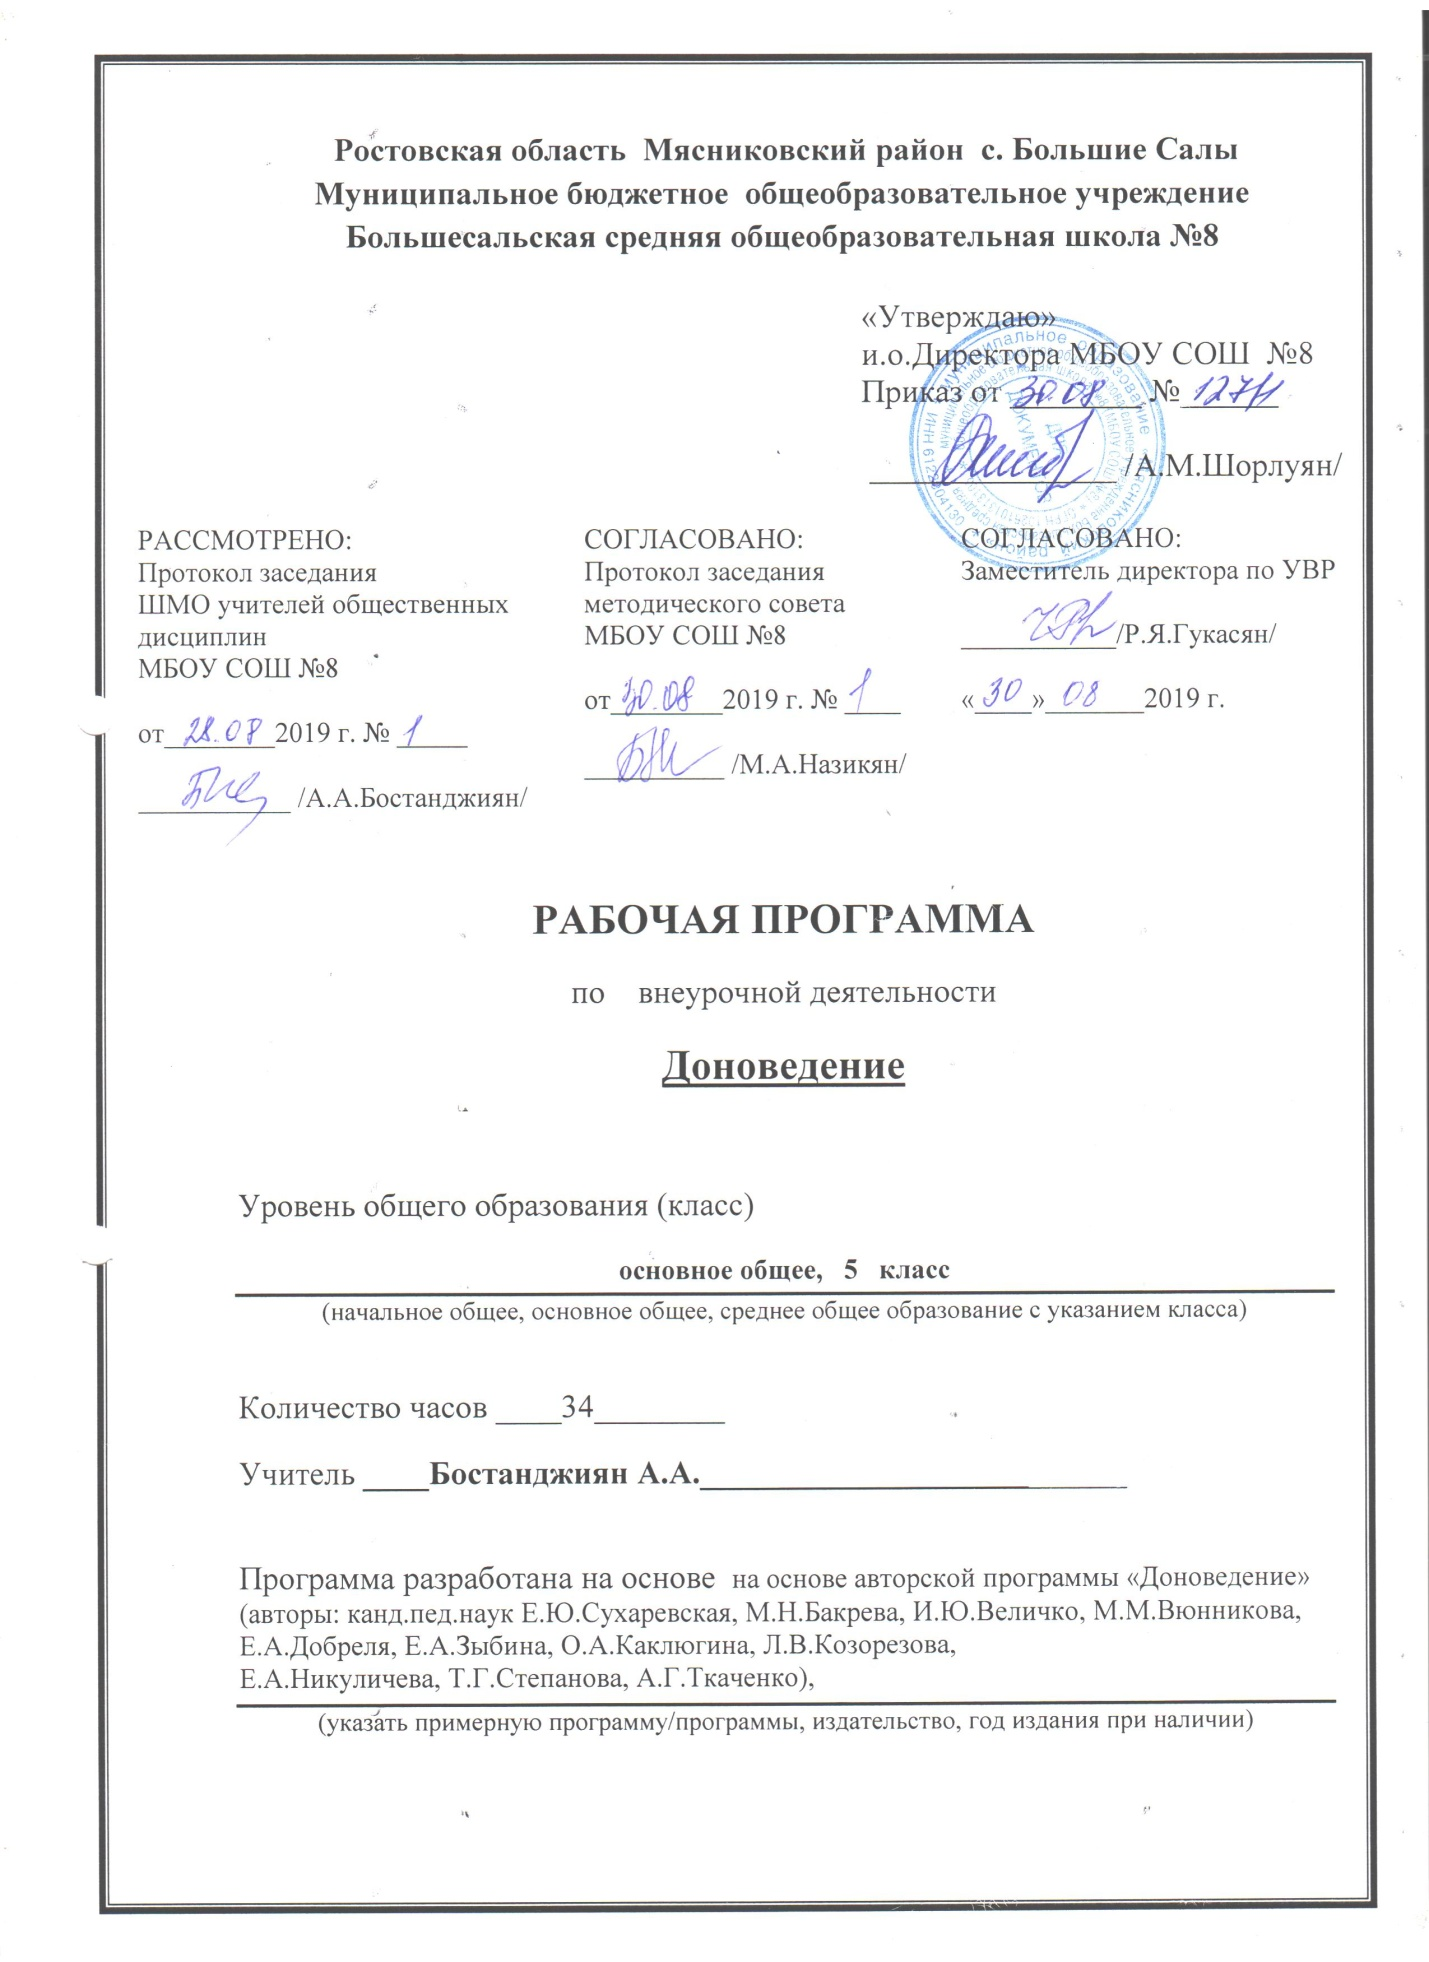 Ростовская область Мясниковский район с. Большие Салы
Муниципальное бюджетное общеобразовательное учреждение
Большесальская средняя общеобразовательная школа №8
«Утверждаю»
и.о.Директора МБОУ СОШ №8
Приказ от 30.08 №
/А.М.Шорлуян/
РАССМОТРЕНО:
Протокол заседания
ШМО учителей общественных
дисциплин
МБОУ СОШ №8
от 28.08 2019 г. № 1
/А.А.Бостанджиян/
СОГЛАСОВАНО:
Протокол заседания
методического совета
МБОУ СОШ №8
от 30.08 2019 г. № 1
/М.А.Назикян/
СОГЛАСОВАНО:
Заместитель директора по УВР
/Р.Я.Гукасян/
«30» 08 2019 г.
РАБОЧАЯ ПРОГРАММА
по внеурочной деятельности
Доноведение
Уровень общего образования (класс)
основное общее, 5 класс
(начальное общее, основное общее, среднее общее образование с указанием класса)
Количество часов ____34________
Учитель ____Бостанджиян А.А.__________________________
Программа разработана на основе на основе авторской программы «Доноведение»
(авторы: канд.пед.наук Е.Ю.Сухаревская, М.Н.Бакрева, И.Ю.Величко, М.М.Вюнникова,
Е.А.Добреля, Е.А.Зыбина, О.А.Каклюгина, Л.В.Козорезова,
Е.А.Никуличева, Т.Г.Степанова, А.Г.Ткаченко),
(указать примерную программу/программы, издательство, год издания при наличии)